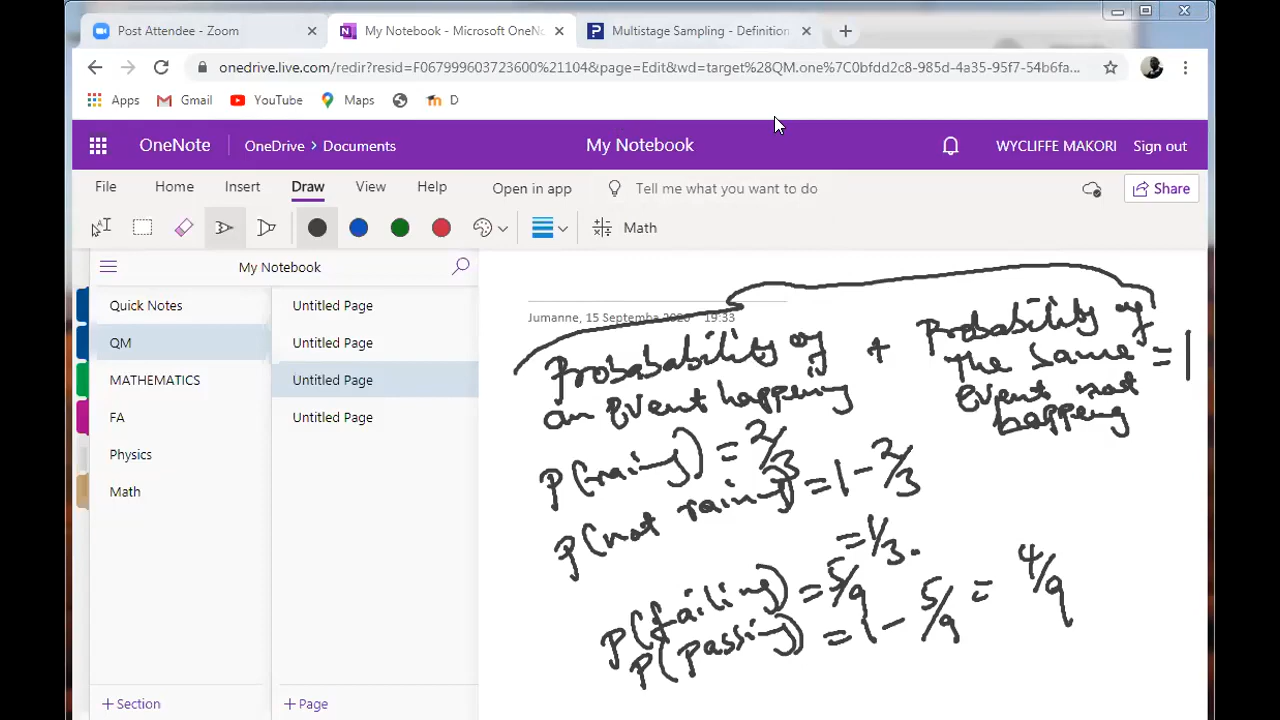 Post Attendee - Zoom
My Notebook - Microsoft OneNo
Multistage Sampling - Definition
onedrive.live.com/redir?resid=F067999603723600%21104&page=Edit&wd=target%28QN.one%7C0bfdd2c8-985d-4a35-95f7-54b6fa...
Apps Gmail YouTube Maps D
OneNote OneDrive > Documents My Notebook WYCLIFFE MAKORI Sign out
File Home Insert Draw View Help Open in app Tell me what you want to do Share
Math
My Notebook
Quick Notes
QM
MATHEMATICS
FA
Physics
Math
+ Section
Untitled Page
Untitled Page
Untitled Page
Untitled Page
+ Page
Jumanne, 15 Septemba 2020 19:33
Probabability of + Probability of
an event happening the same = 1
event not
happening
P(raing) = 2/3
P(not raing) = 1 - 2/3
= 1/3.
P(failing) = 5/9
P(passing) = 1 - 5/9 = 4/9